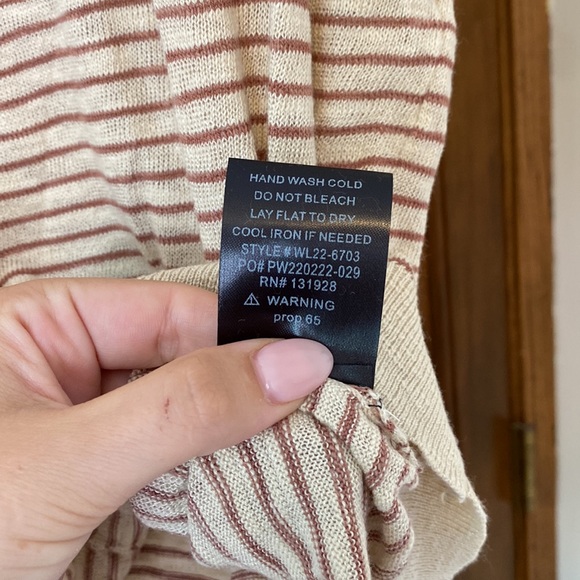 HAND WASH COLD
DO NOT BLEACH
LAY FLAT TO DRY
COOL IRON IF NEEDED
STYLE # WL22-6703
PO# PW220222-029
RN# 131928
⚠ WARNING
prop 65